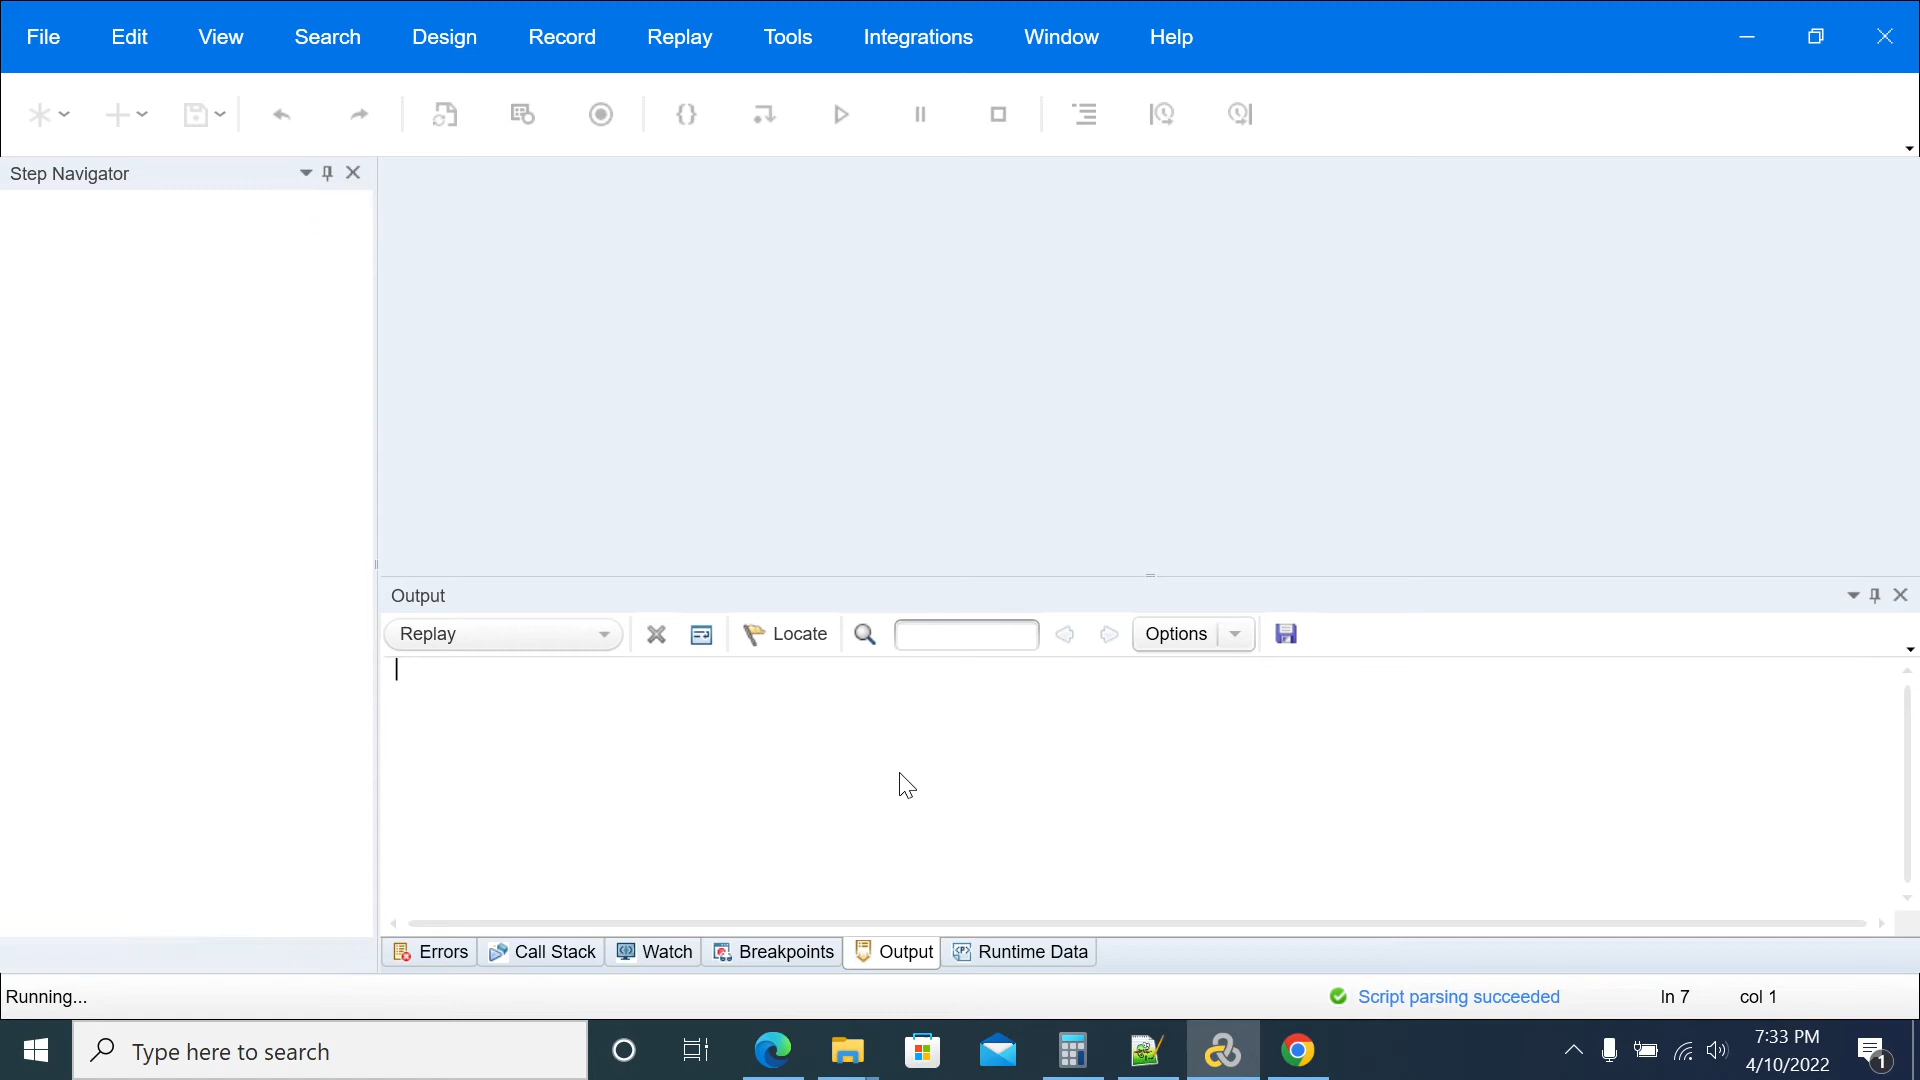 File Edit View Search Design Record Replay Tools Integrations Window Help
Step Navigator
Output
Replay Locate Options
Errors Call Stack Watch Breakpoints Output Runtime Data
Running... Script parsing succeeded ln 7 col 1
Type here to search
7:33 PM
4/10/2022
1